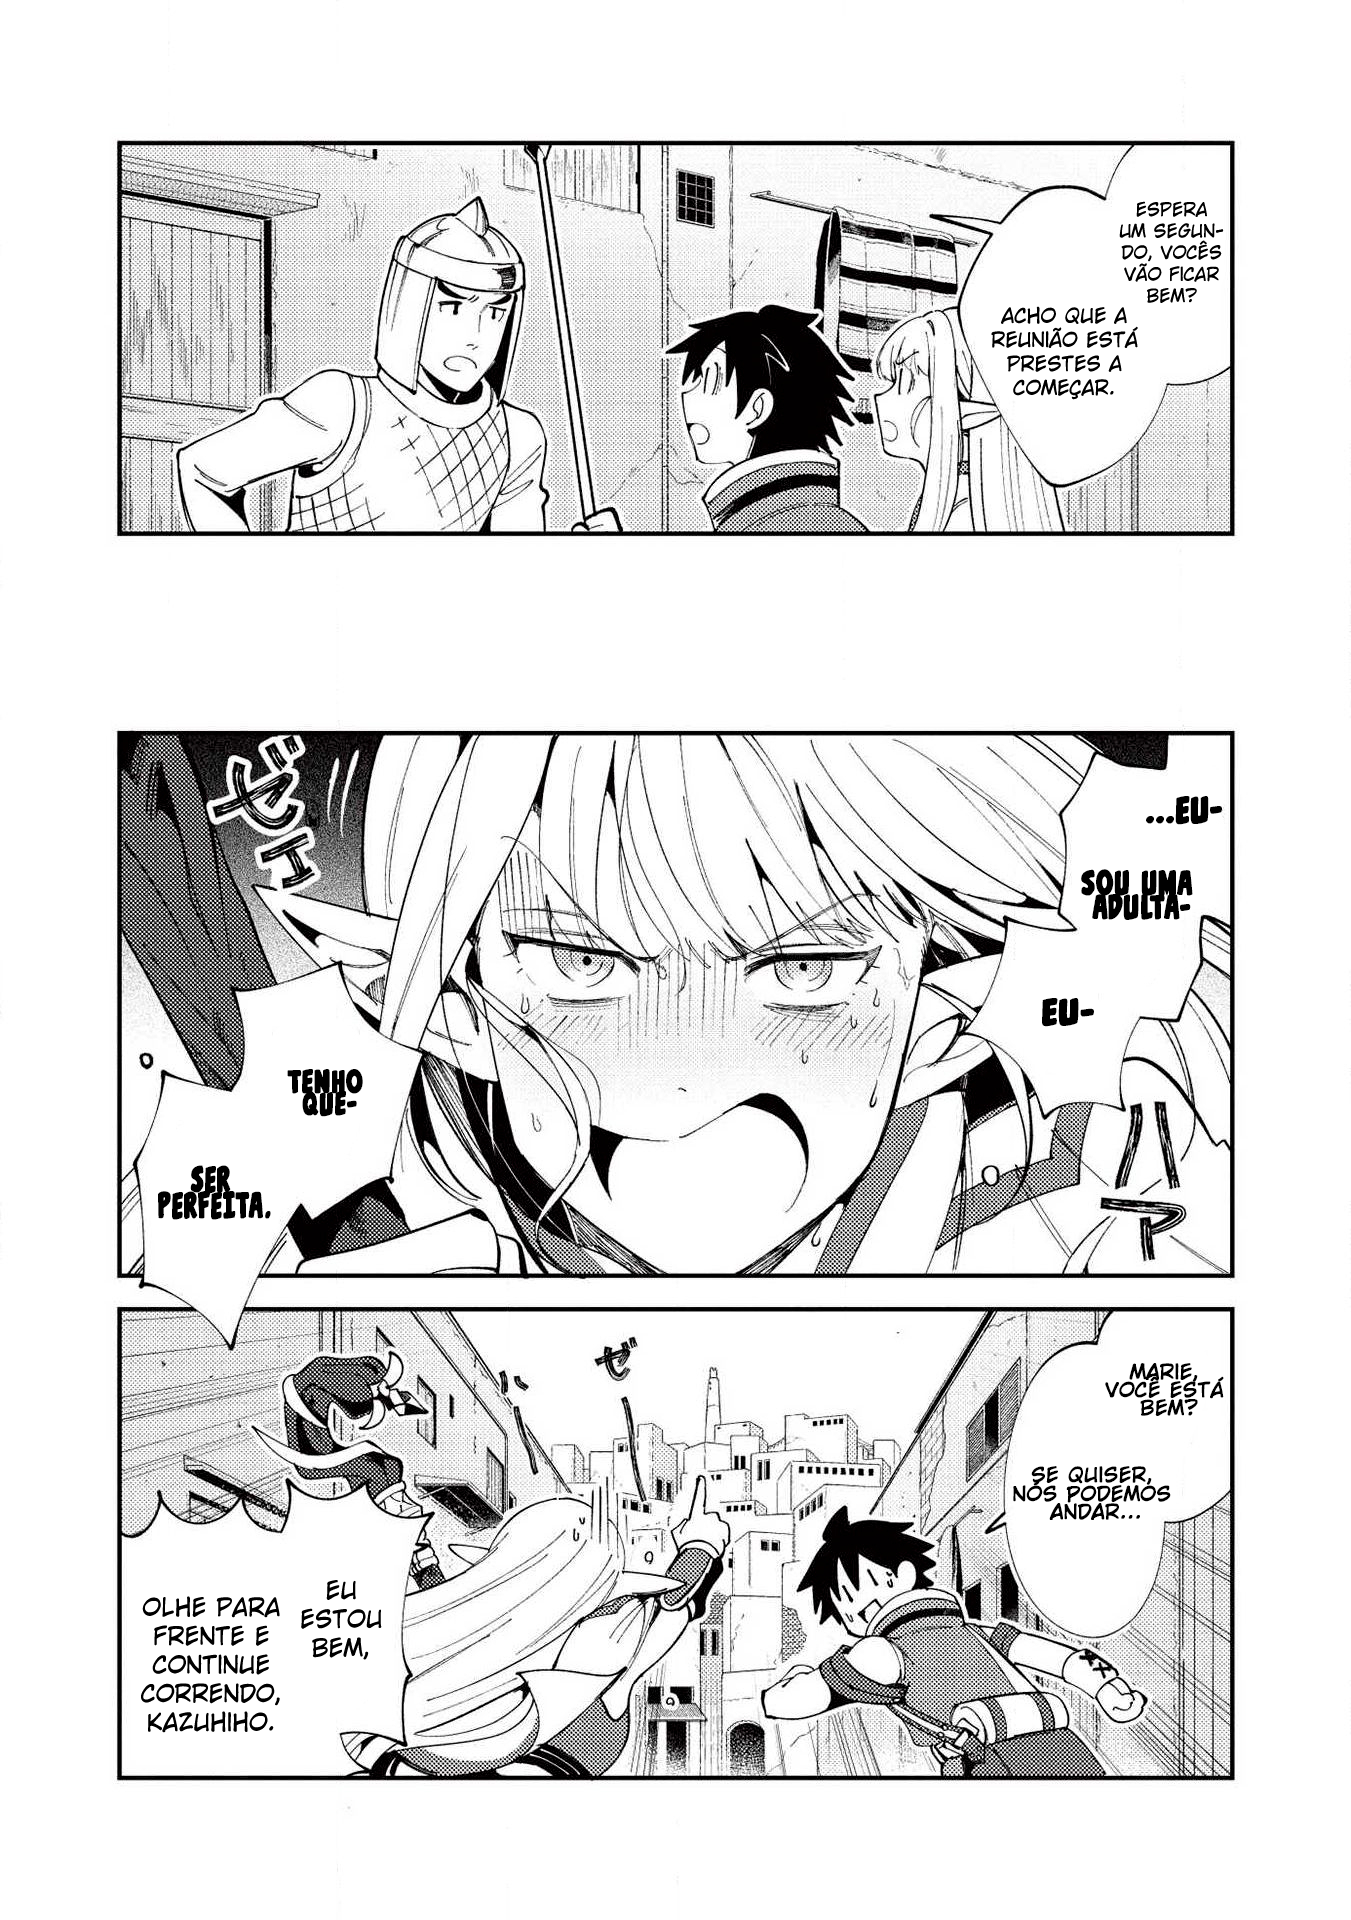 ESPERA
UM SEGUN-
DO, VOCÊS
VÃO FICAR
BEM?
ACHO QUE A
REUNIÃO ESTÁ
PRESTES A
COMEÇAR.
...EU-
SOU UMA
ADULTA-
EU-
ハァ
ゼェ
TENHO
QUE-
SER
PERFEITA.
MARIE,
VOCÊ ESTÁ
BEM?
SE QUISER,
NÓS PODEMOS
ANDAR...
ゼー
EU
ESTOU
BEM,
OLHE PARA
FRENTE E
CONTINUE
CORRENDO,
KAZUHIHO.